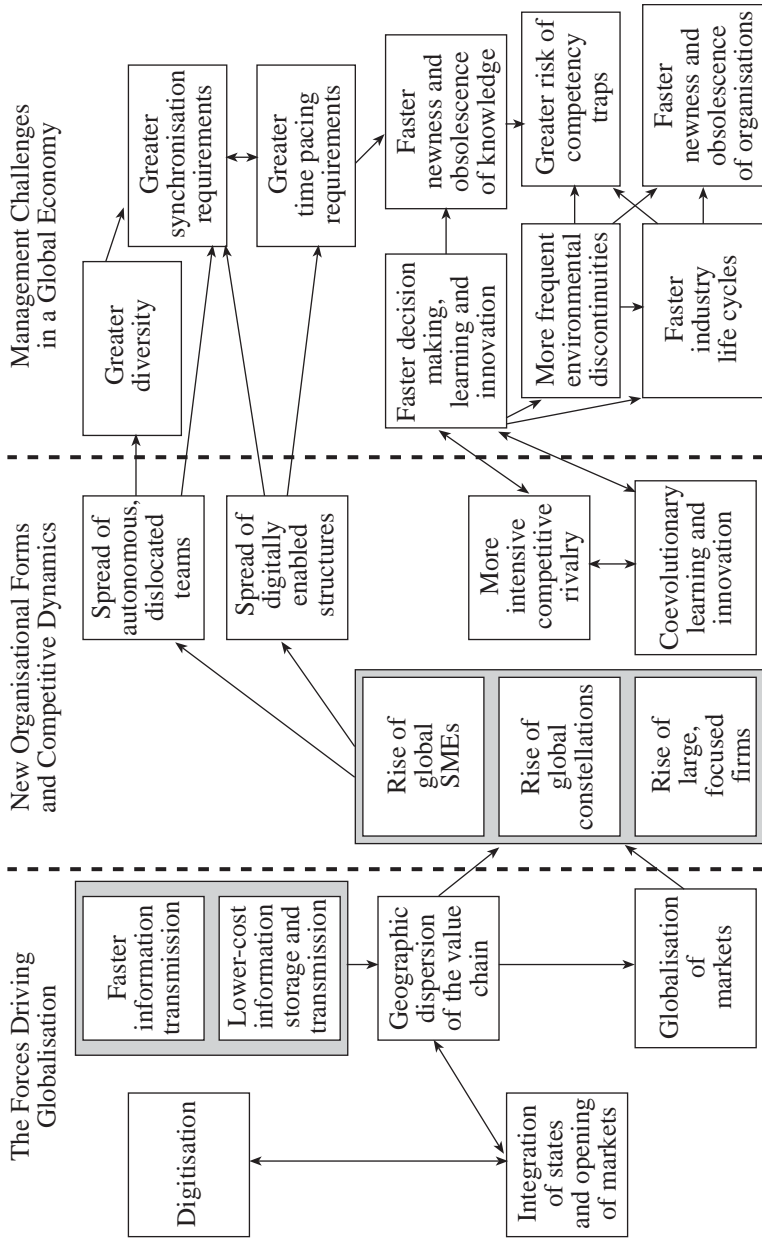 The Forces Driving
Globalisation
New Organisational Forms
and Competitive Dynamics
Management Challenges
in a Global Economy
Digitisation
Integration
of states
and opening
of markets
Faster
information
transmission
Lower-cost
information
storage and
transmission
Geographic
dispersion
of the value
chain
Globalisation
of
markets
Rise of
global
SMEs
Rise of
global
constellations
Rise of
large,
focused
firms
Spread of
autonomous,
dislocated
teams
Spread of
digitally
enabled
structures
More
intensive
competitive
rivalry
Coevolutionary
learning and
innovation
Greater
diversity
Greater
synchronisation
requirements
Greater
time pacing
requirements
Faster decision
making,
learning and
innovation
Faster
newness and
obsolescence
of knowledge
More frequent
environmental
discontinuities
Greater risk of
competency
traps
Faster
industry
life cycles
Faster
newness and
obsolescence
of organisations